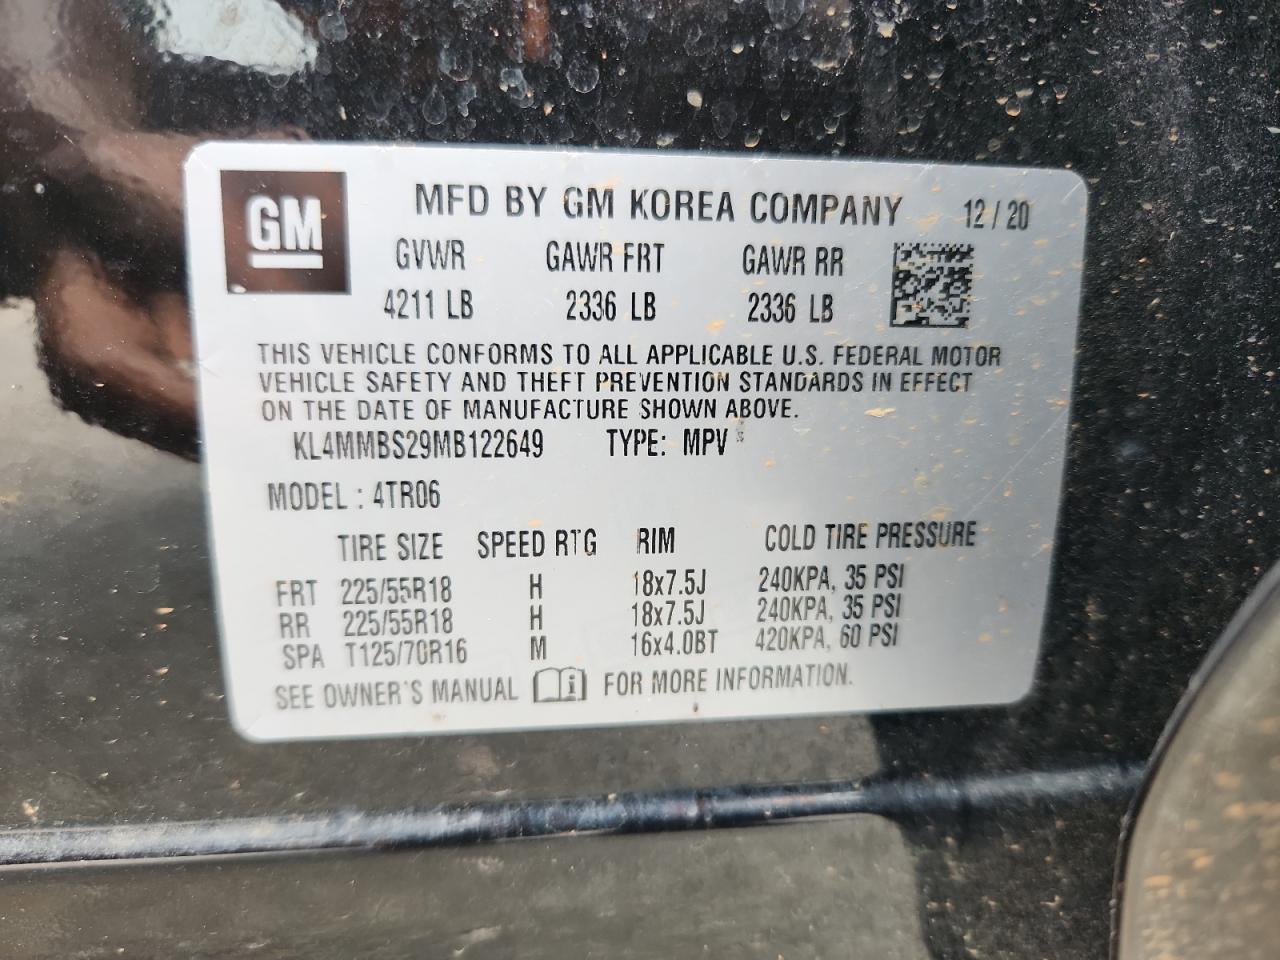 GM
MFD BY GM KOREA COMPANY 12/20
GVWR GAWR FRT GAWR RR
4211 LB 2336 LB 2336 LB
THIS VEHICLE CONFORMS TO ALL APPLICABLE U.S. FEDERAL MOTOR
VEHICLE SAFETY AND THEFT PREVENTION STANDARDS IN EFFECT
ON THE DATE OF MANUFACTURE SHOWN ABOVE.
KL4MMBS29MB122649 TYPE: MPV
MODEL : 4TR06
TIRE SIZE SPEED RTG RIM COLD TIRE PRESSURE
FRT 225/55R18 H 18x7.5J 240KPA, 35 PSI
RR 225/55R18 H 18x7.5J 240KPA, 35 PSI
SPA T125/70R16 M 16x4.0BT 420KPA, 60 PSI
SEE OWNER'S MANUAL i FOR MORE INFORMATION.